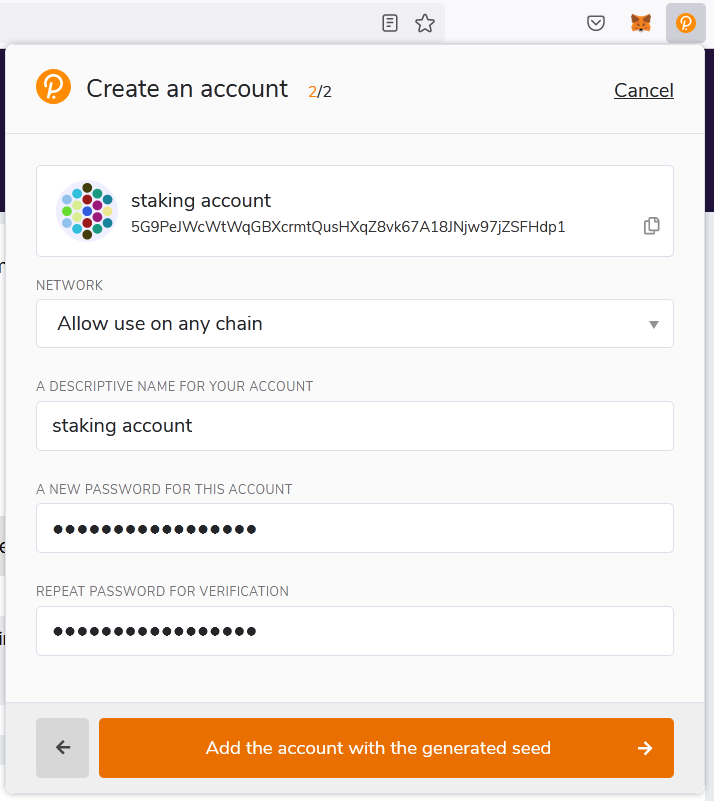 Create an account 2/2 Cancel
staking account
5G9PeJWcWtWqGBXcrmtQusHXqZ8vk67A18JNjw97jZSFHdp1
NETWORK
Allow use on any chain
A DESCRIPTIVE NAME FOR YOUR ACCOUNT
staking account
A NEW PASSWORD FOR THIS ACCOUNT
●●●●●●●●●●●●●●●●●
REPEAT PASSWORD FOR VERIFICATION
●●●●●●●●●●●●●●●●●
Add the account with the generated seed